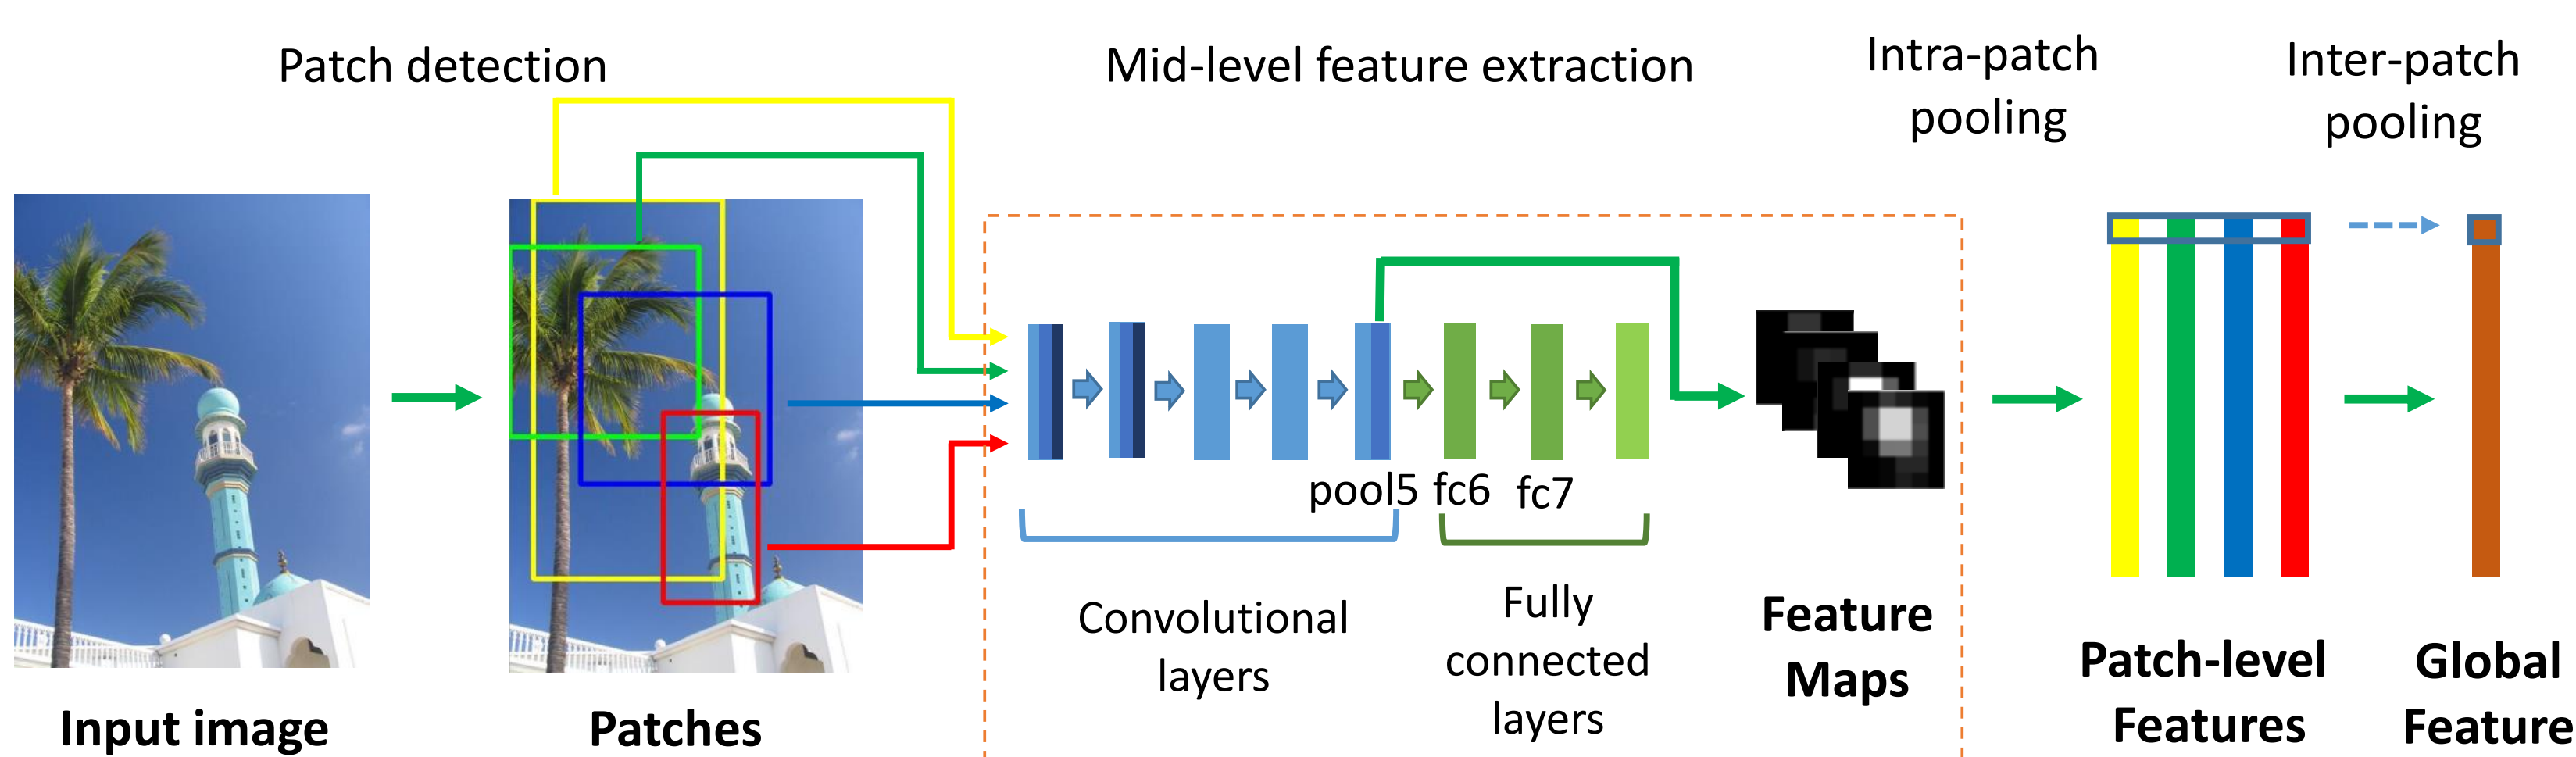 Patch detection
Mid-level feature extraction
Intra-patch
pooling
Inter-patch
pooling
pool5 fc6 fc7
Convolutional
layers
Fully
connected
layers
Feature
Maps
Patch-level
Features
Global
Feature
Input image
Patches